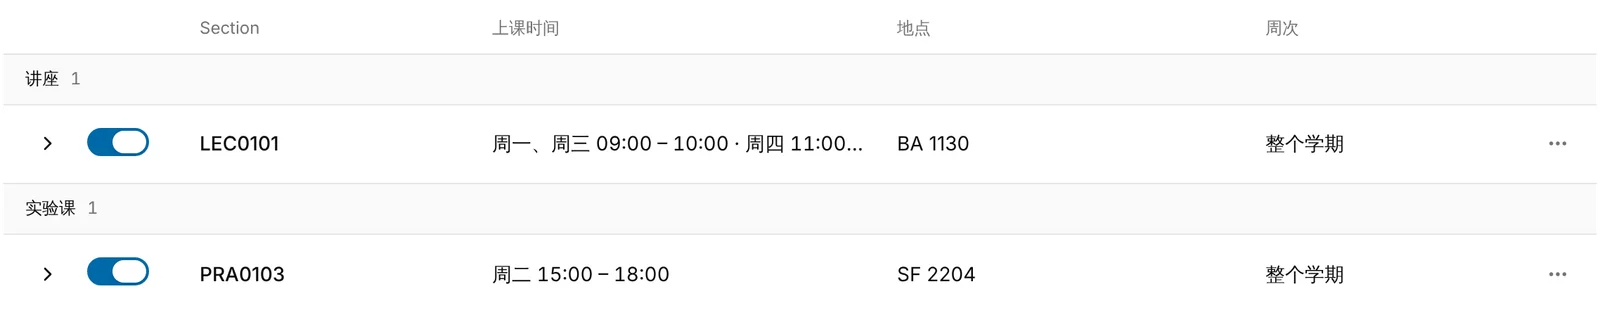 Section 上课时间 地点 周次
讲座 1
LEC0101 周一、周三 09:00 – 10:00 · 周四 11:00... BA 1130 整个学期
实验课 1
PRA0103 周二 15:00 – 18:00 SF 2204 整个学期